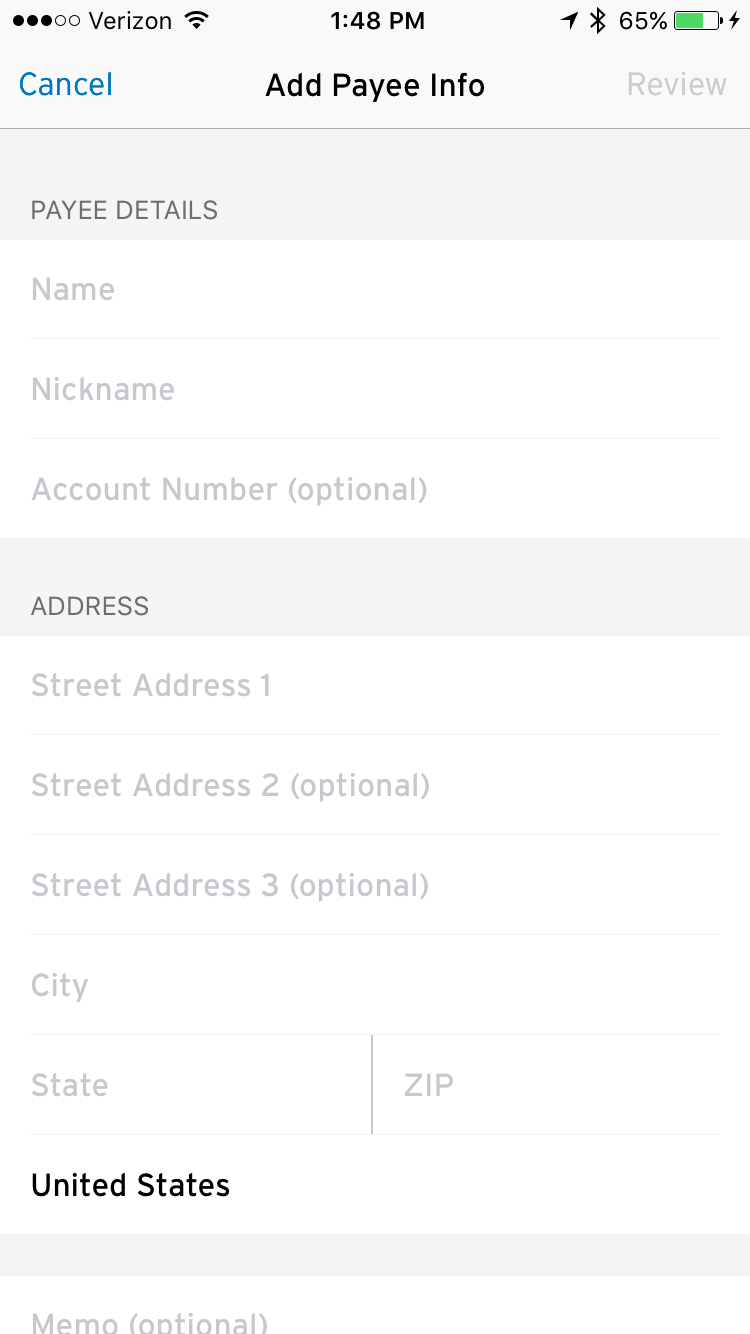 Verizon 1:48 PM 65%
Cancel Add Payee Info Review
PAYEE DETAILS
Name
Nickname
Account Number (optional)
ADDRESS
Street Address 1
Street Address 2 (optional)
Street Address 3 (optional)
City
State ZIP
United States
Memo (optional)